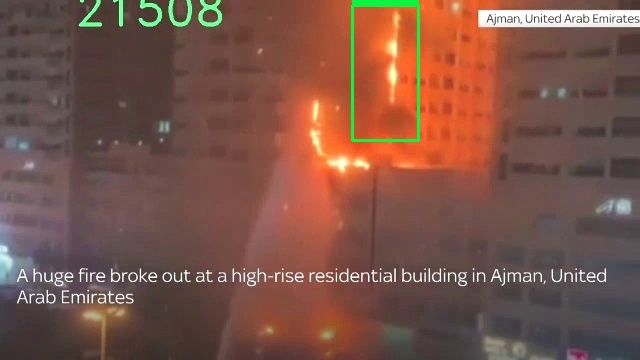 21508
Ajman, United Arab Emirates
A huge fire broke out at a high-rise residential building in Ajman, United
Arab Emirates